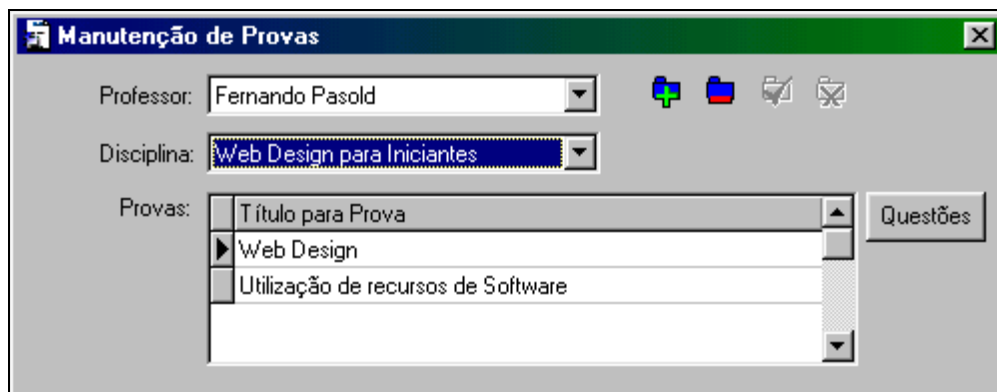 Manutenção de Provas
Professor: Fernando Pasold
Disciplina: Web Design para Iniciantes
Provas: Título para Prova Questões
Web Design
Utilização de recursos de Software